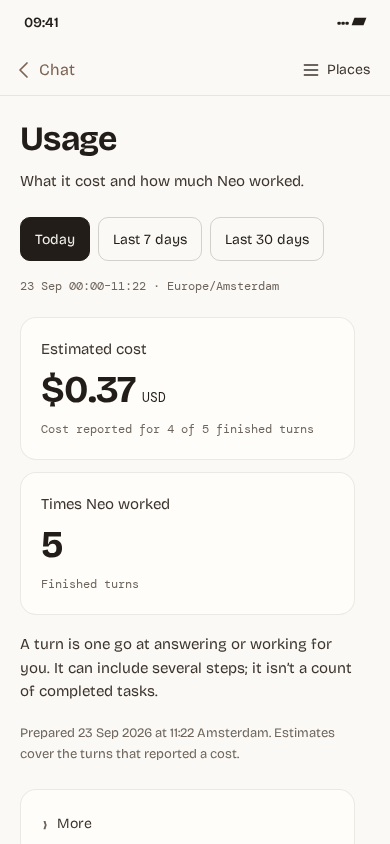 09:41
Chat
Places
Usage
What it cost and how much Neo worked.
Today
Last 7 days
Last 30 days
23 Sep 00:00–11:22 · Europe/Amsterdam
Estimated cost
$0.37 USD
Cost reported for 4 of 5 finished turns
Times Neo worked
5
Finished turns
A turn is one go at answering or working for
you. It can include several steps; it isn't a count
of completed tasks.
Prepared 23 Sep 2026 at 11:22 Amsterdam. Estimates
cover the turns that reported a cost.
More